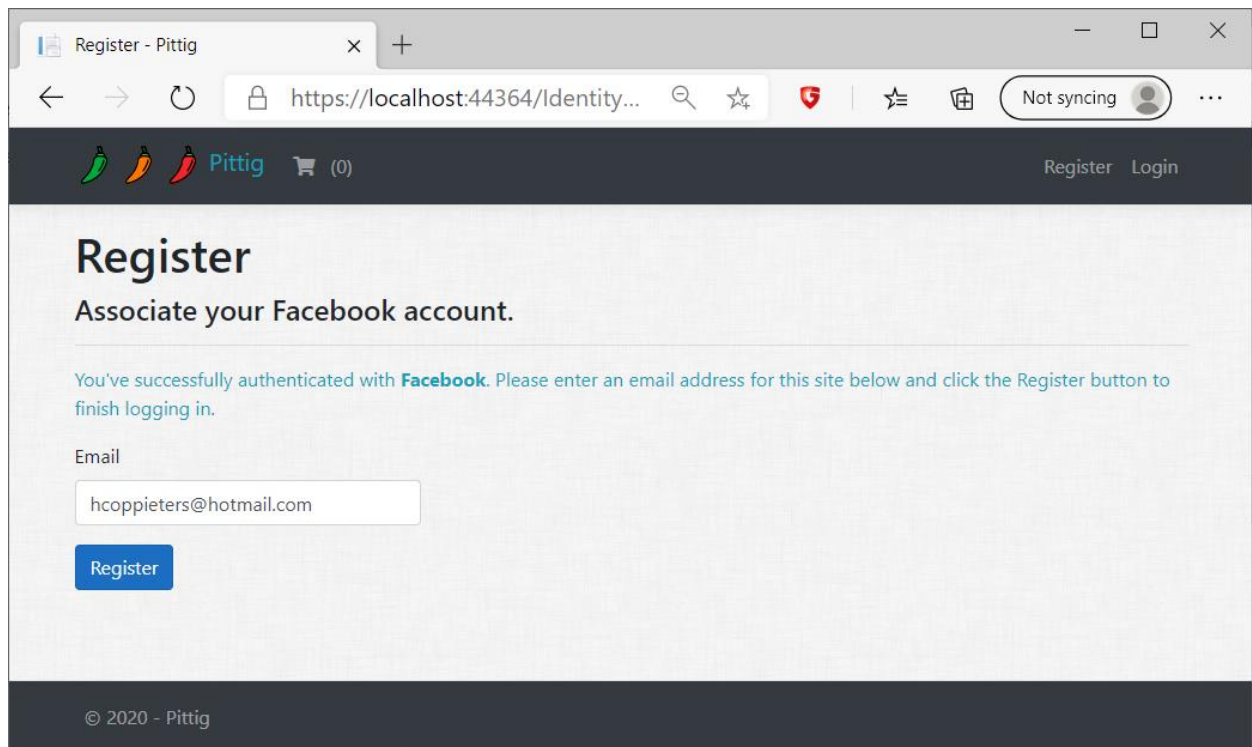 Register - Pittig
https://localhost:44364/Identity...
Not syncing
Pittig (0) Register Login
Register
Associate your Facebook account.
You've successfully authenticated with Facebook. Please enter an email address for this site below and click the Register button to
finish logging in.
Email
hcoppieters@hotmail.com
Register
© 2020 - Pittig